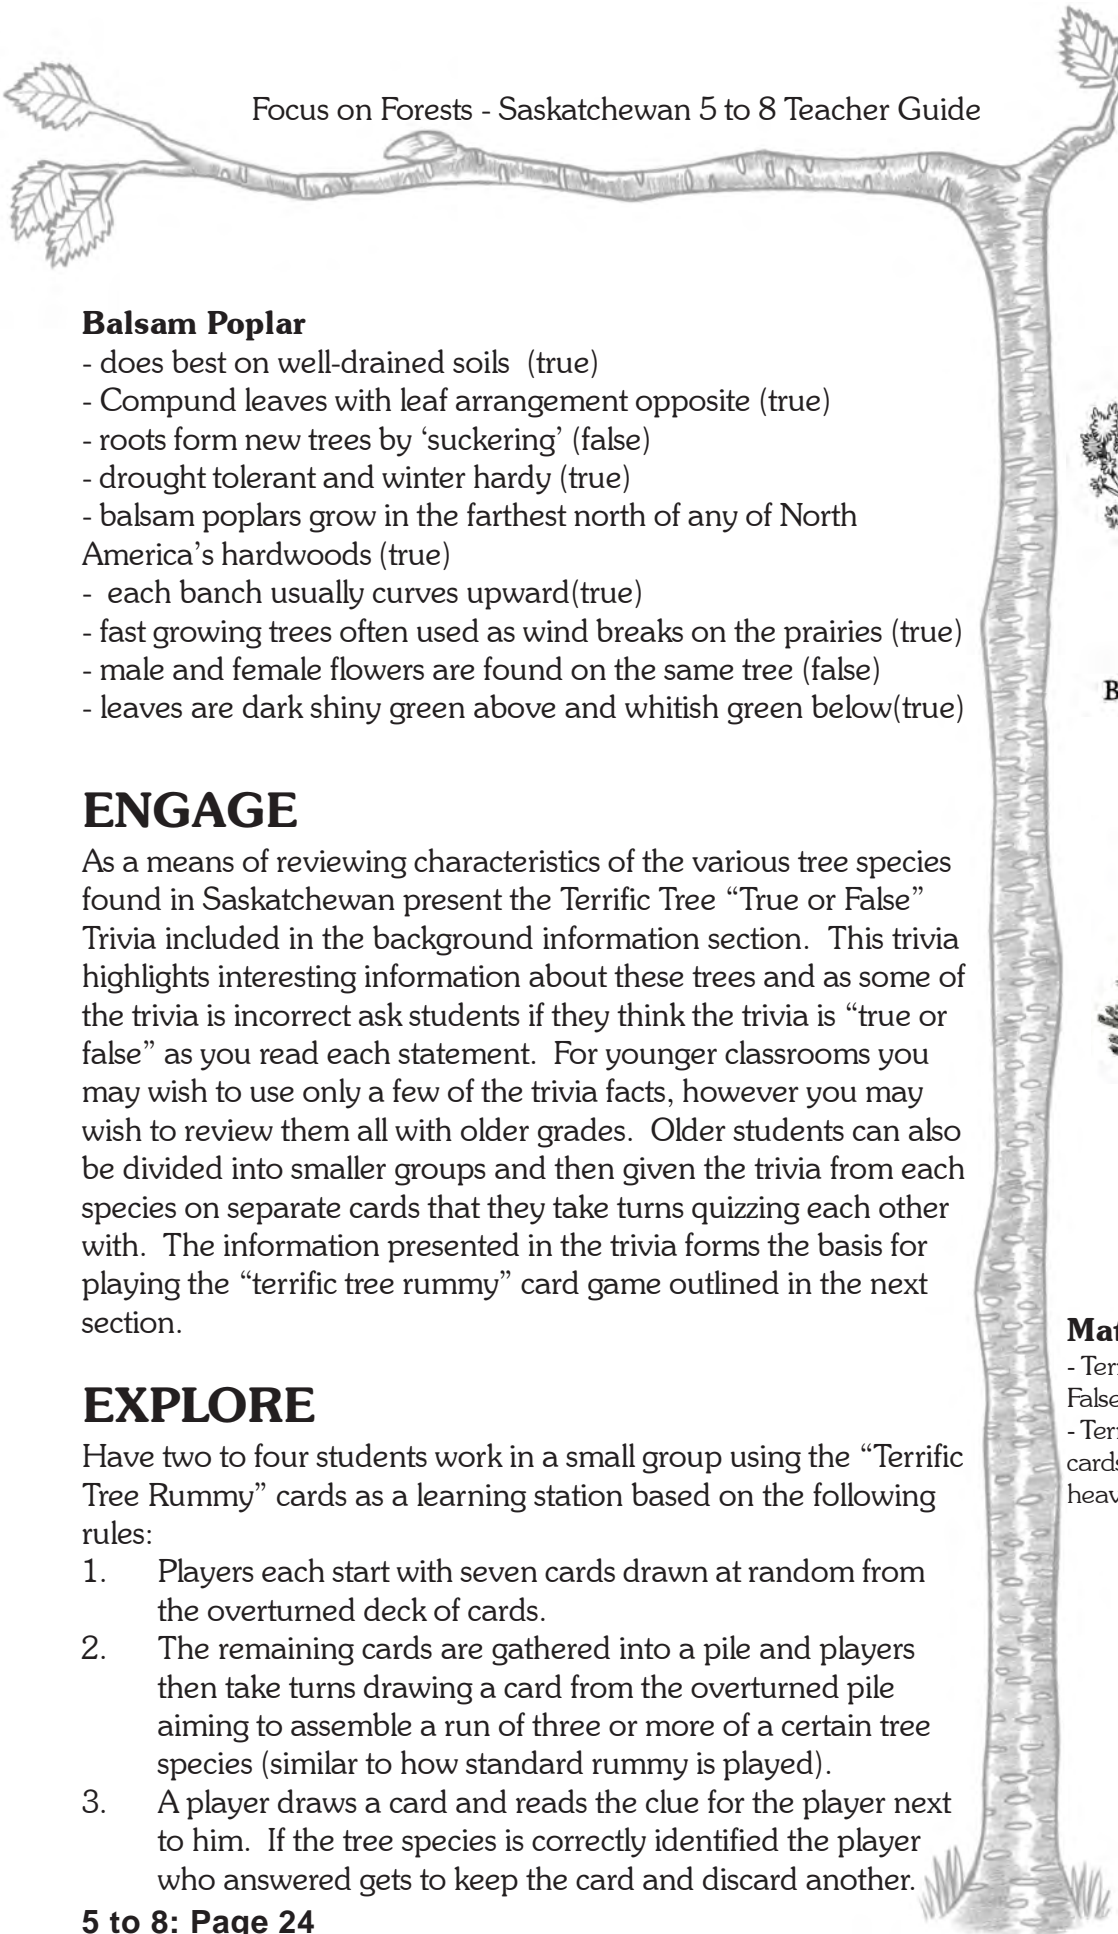 Focus on Forests - Saskatchewan 5 to 8 Teacher Guide
Balsam Poplar
- does best on well-drained soils  (true)
- Compund leaves with leaf arrangement opposite (true)
- roots form new trees by ‘suckering’ (false)
- drought tolerant and winter hardy (true)
- balsam poplars grow in the farthest north of any of North
America’s hardwoods (true)
-  each banch usually curves upward(true)
- fast growing trees often used as wind breaks on the prairies (true)
- male and female flowers are found on the same tree (false)
- leaves are dark shiny green above and whitish green below(true)
ENGAGE
As a means of reviewing characteristics of the various tree species
found in Saskatchewan present the Terrific Tree “True or False”
Trivia included in the background information section.  This trivia
highlights interesting information about these trees and as some of
the trivia is incorrect ask students if they think the trivia is “true or
false” as you read each statement.  For younger classrooms you
may wish to use only a few of the trivia facts, however you may
wish to review them all with older grades.  Older students can also
be divided into smaller groups and then given the trivia from each
species on separate cards that they take turns quizzing each other
with.  The information presented in the trivia forms the basis for
playing the “terrific tree rummy” card game outlined in the next
section.
EXPLORE
Have two to four students work in a small group using the “Terrific
Tree Rummy” cards as a learning station based on the following
rules:
1. Players each start with seven cards drawn at random from
the overturned deck of cards.
2. The remaining cards are gathered into a pile and players
then take turns drawing a card from the overturned pile
aiming to assemble a run of three or more of a certain tree
species (similar to how standard rummy is played).
3. A player draws a card and reads the clue for the player next
to him.  If the tree species is correctly identified the player
who answered gets to keep the card and discard another.
5 to 8: Page 24
B
- Ter
False
- Ter
cards